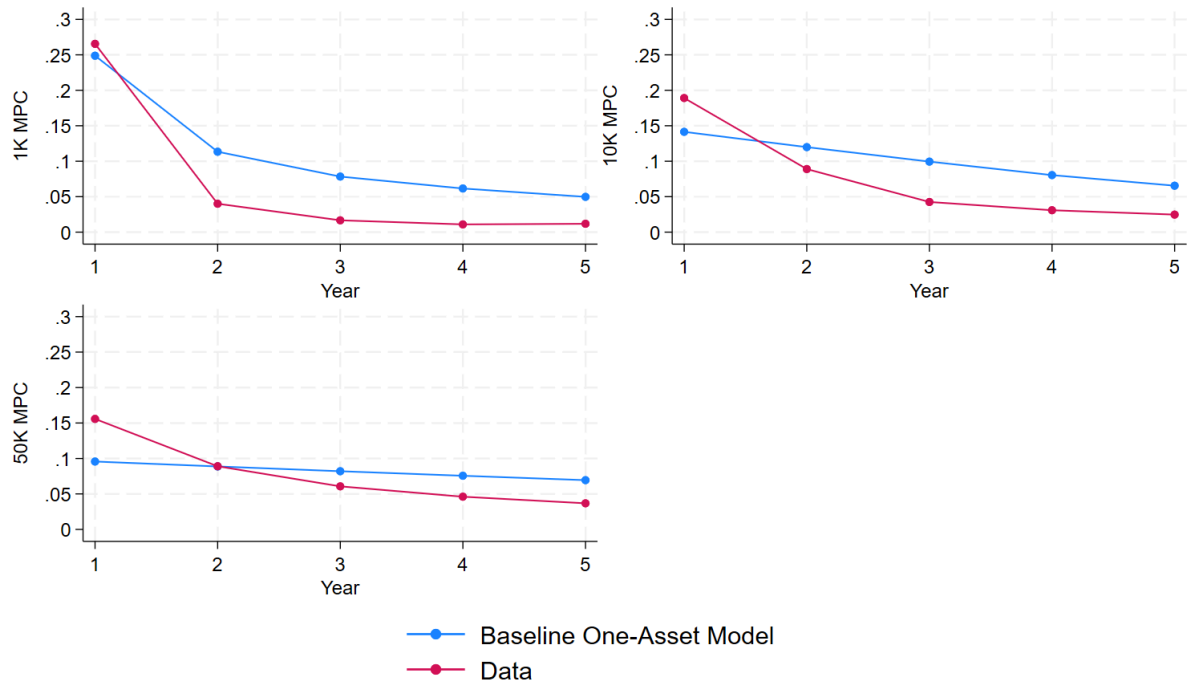 1K MPC
.3
.25
.2
.15
.1
.05
0
1 2 3 4 5
Year
10K MPC
.3
.25
.2
.15
.1
.05
0
1 2 3 4 5
Year
50K MPC
.3
.25
.2
.15
.1
.05
0
1 2 3 4 5
Year
Baseline One-Asset Model
Data